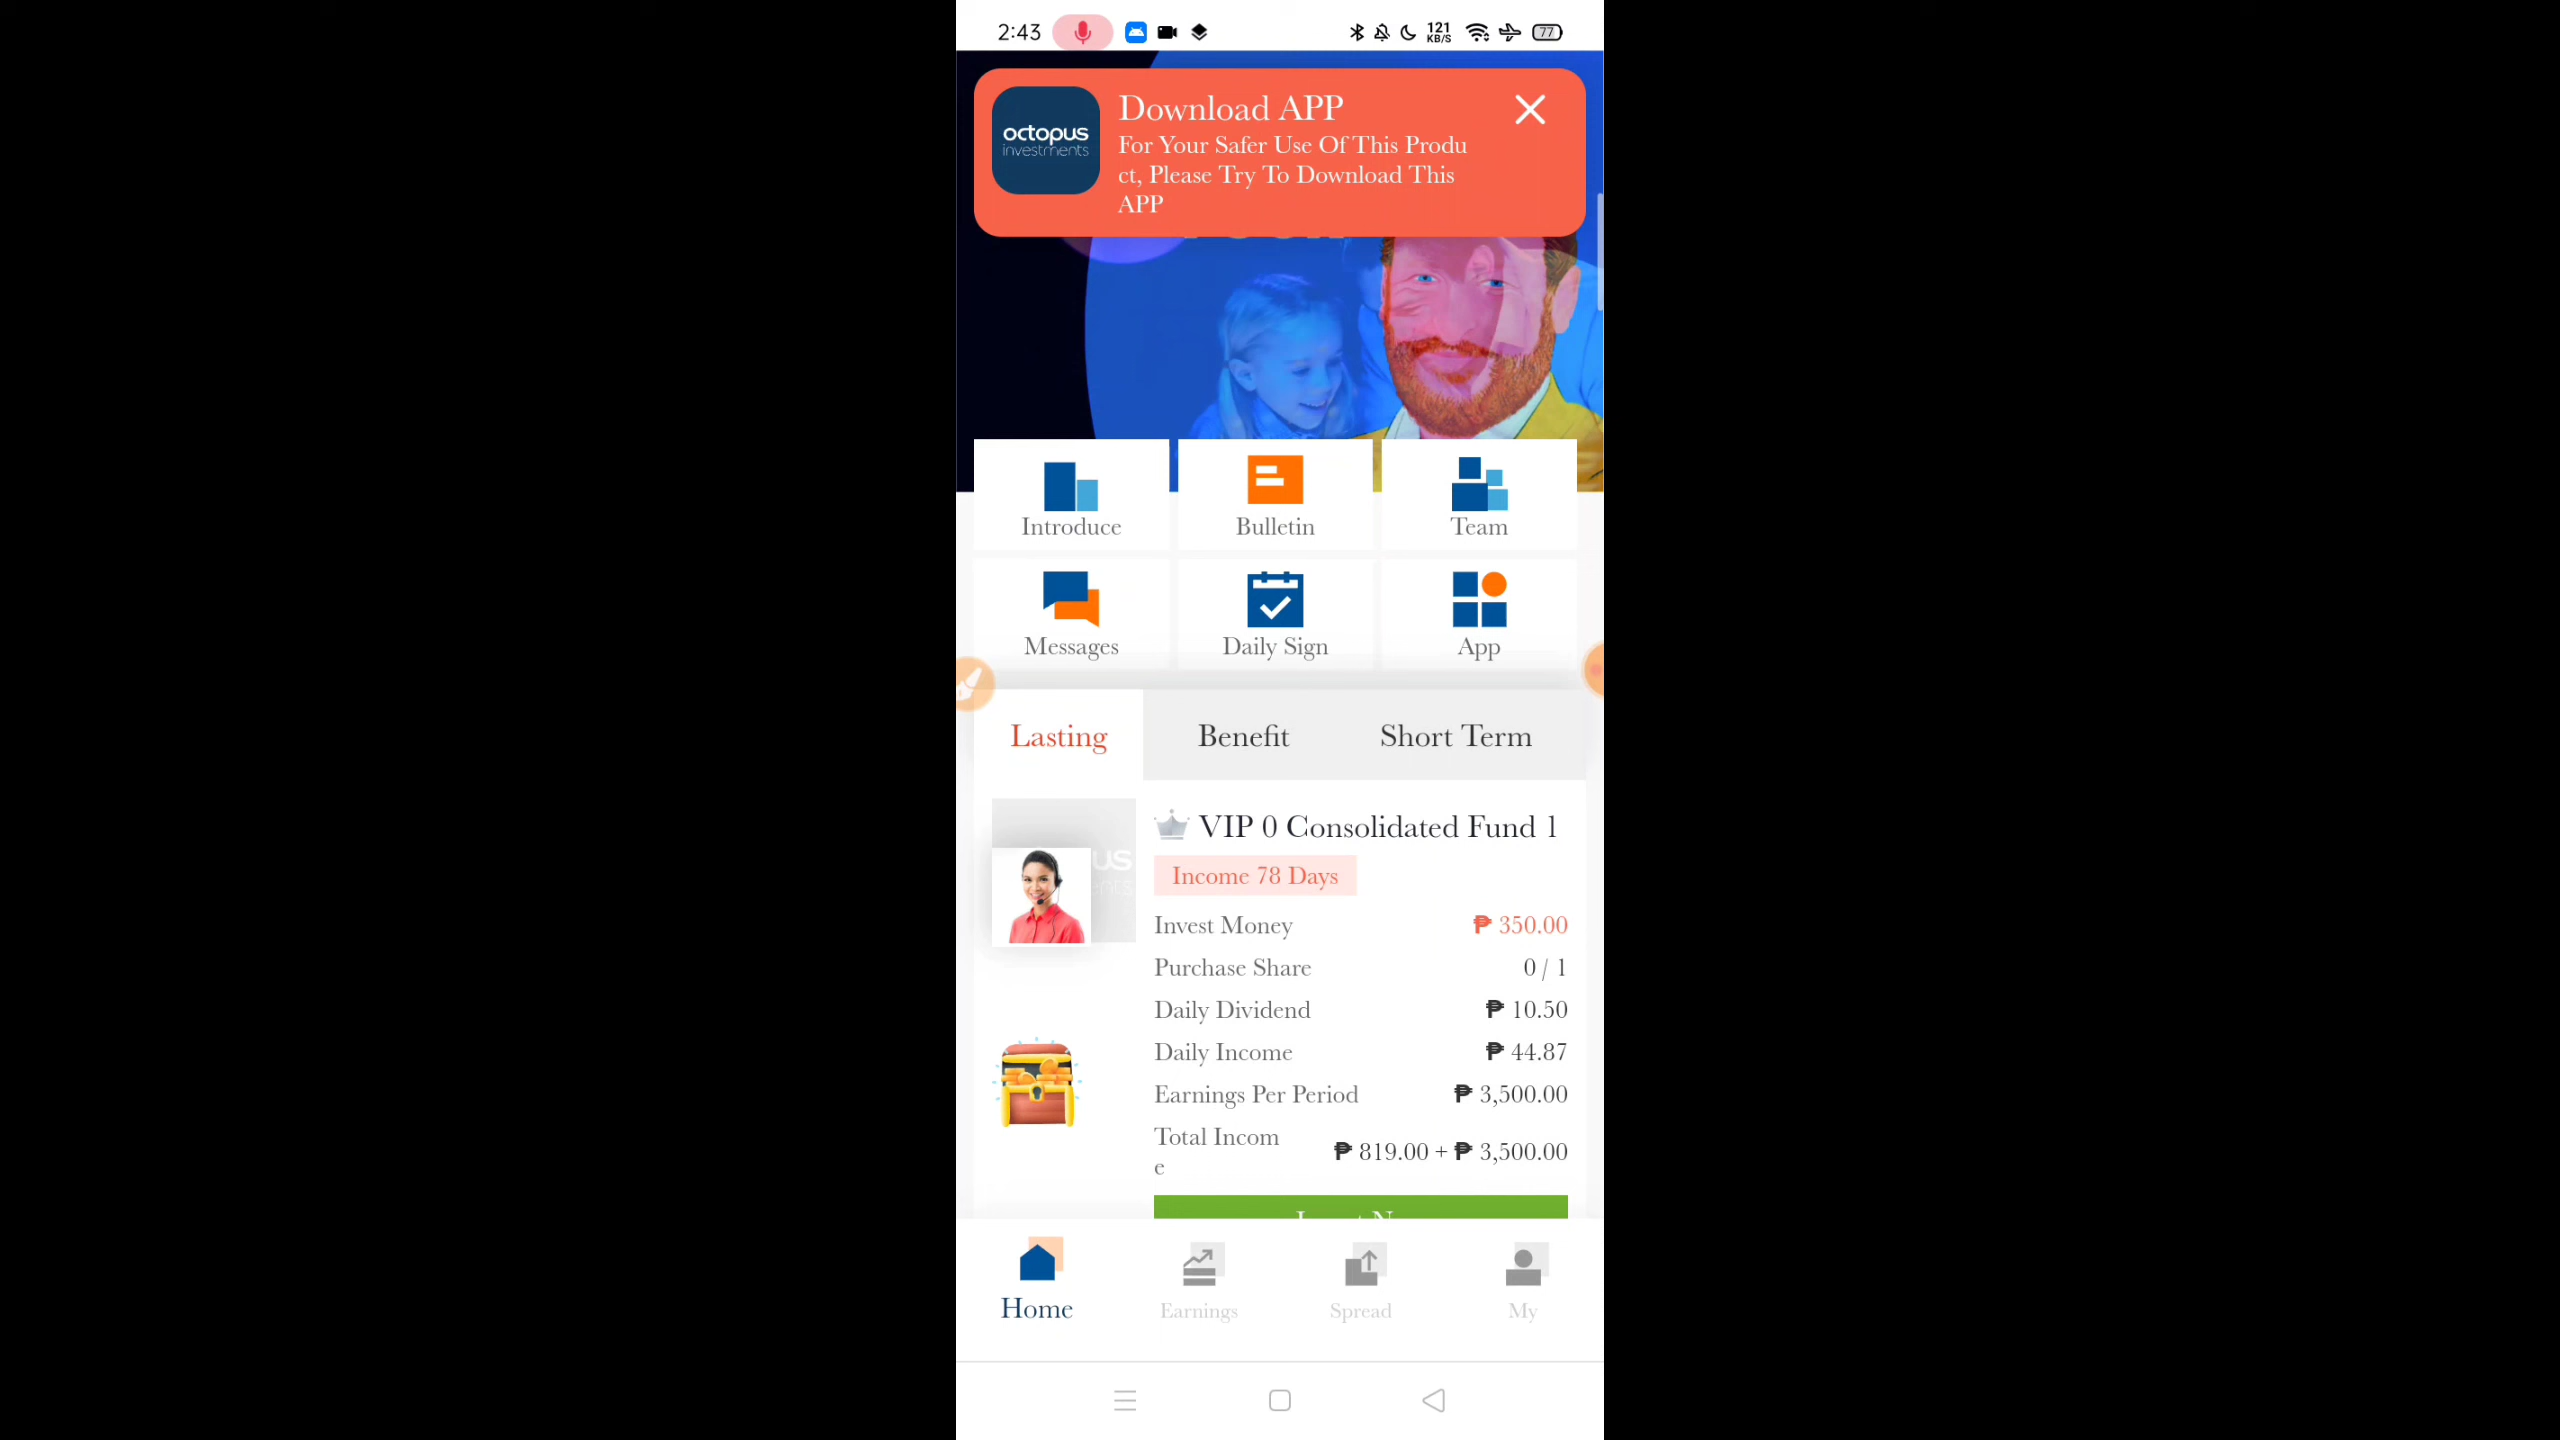 2:43
121
KB/S
77
octopus
investments
Download APP
For Your Safer Use Of This Produ
ct, Please Try To Download This
APP
Introduce
Bulletin
Team
Messages
Daily Sign
App
Lasting
Benefit
Short Term
VIP 0 Consolidated Fund 1
Income 78 Days
Invest Money ₱ 350.00
Purchase Share 0 / 1
Daily Dividend ₱ 10.50
Daily Income ₱ 44.87
Earnings Per Period ₱ 3,500.00
Total Incom
e
₱ 819.00 + ₱ 3,500.00
Home
Earnings
Spread
My